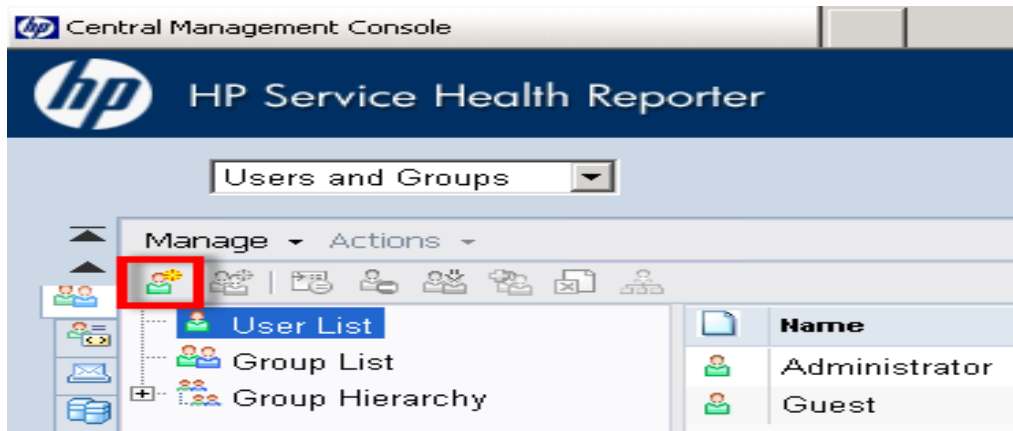 Central Management Console
hp
HP Service Health Reporter
Users and Groups
Manage Actions
User List
Group List
Group Hierarchy
Name
Administrator
Guest